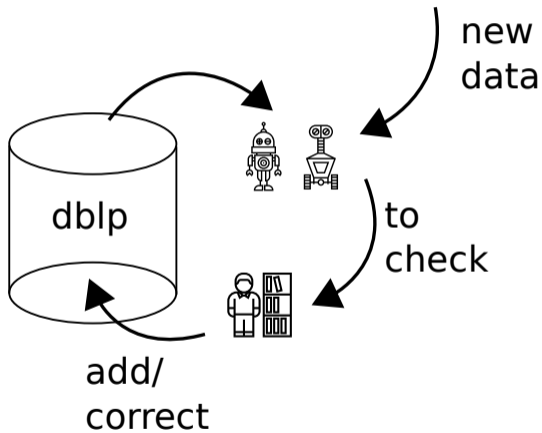 new
data
dblp
to
check
add/
correct